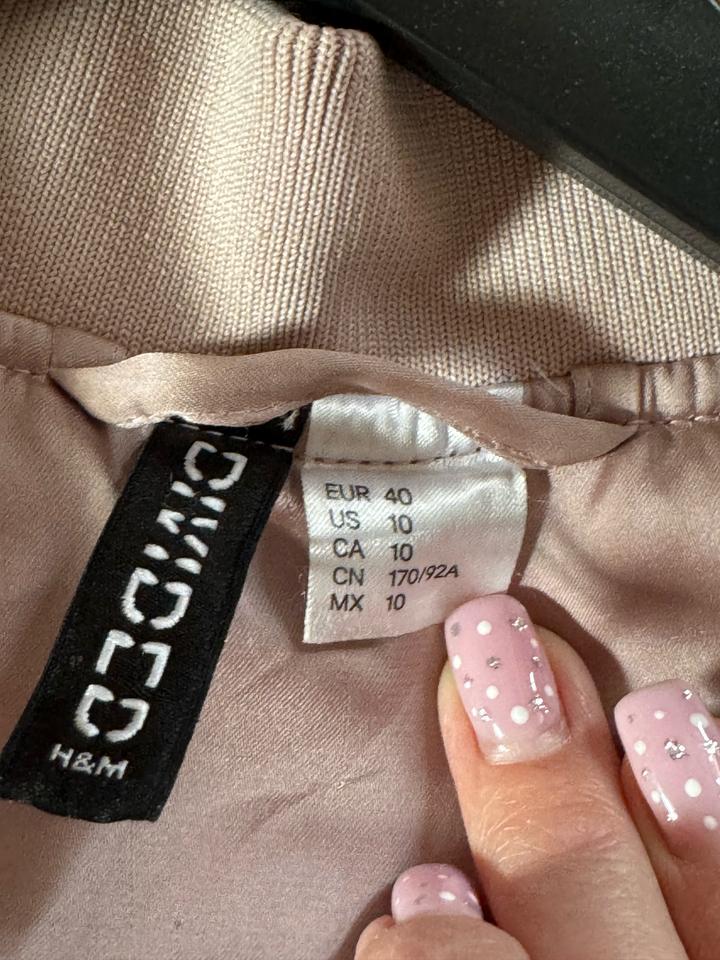 DIVIDED
H&M
EUR 40
US 10
CA 10
CN 170/92A
MX 10